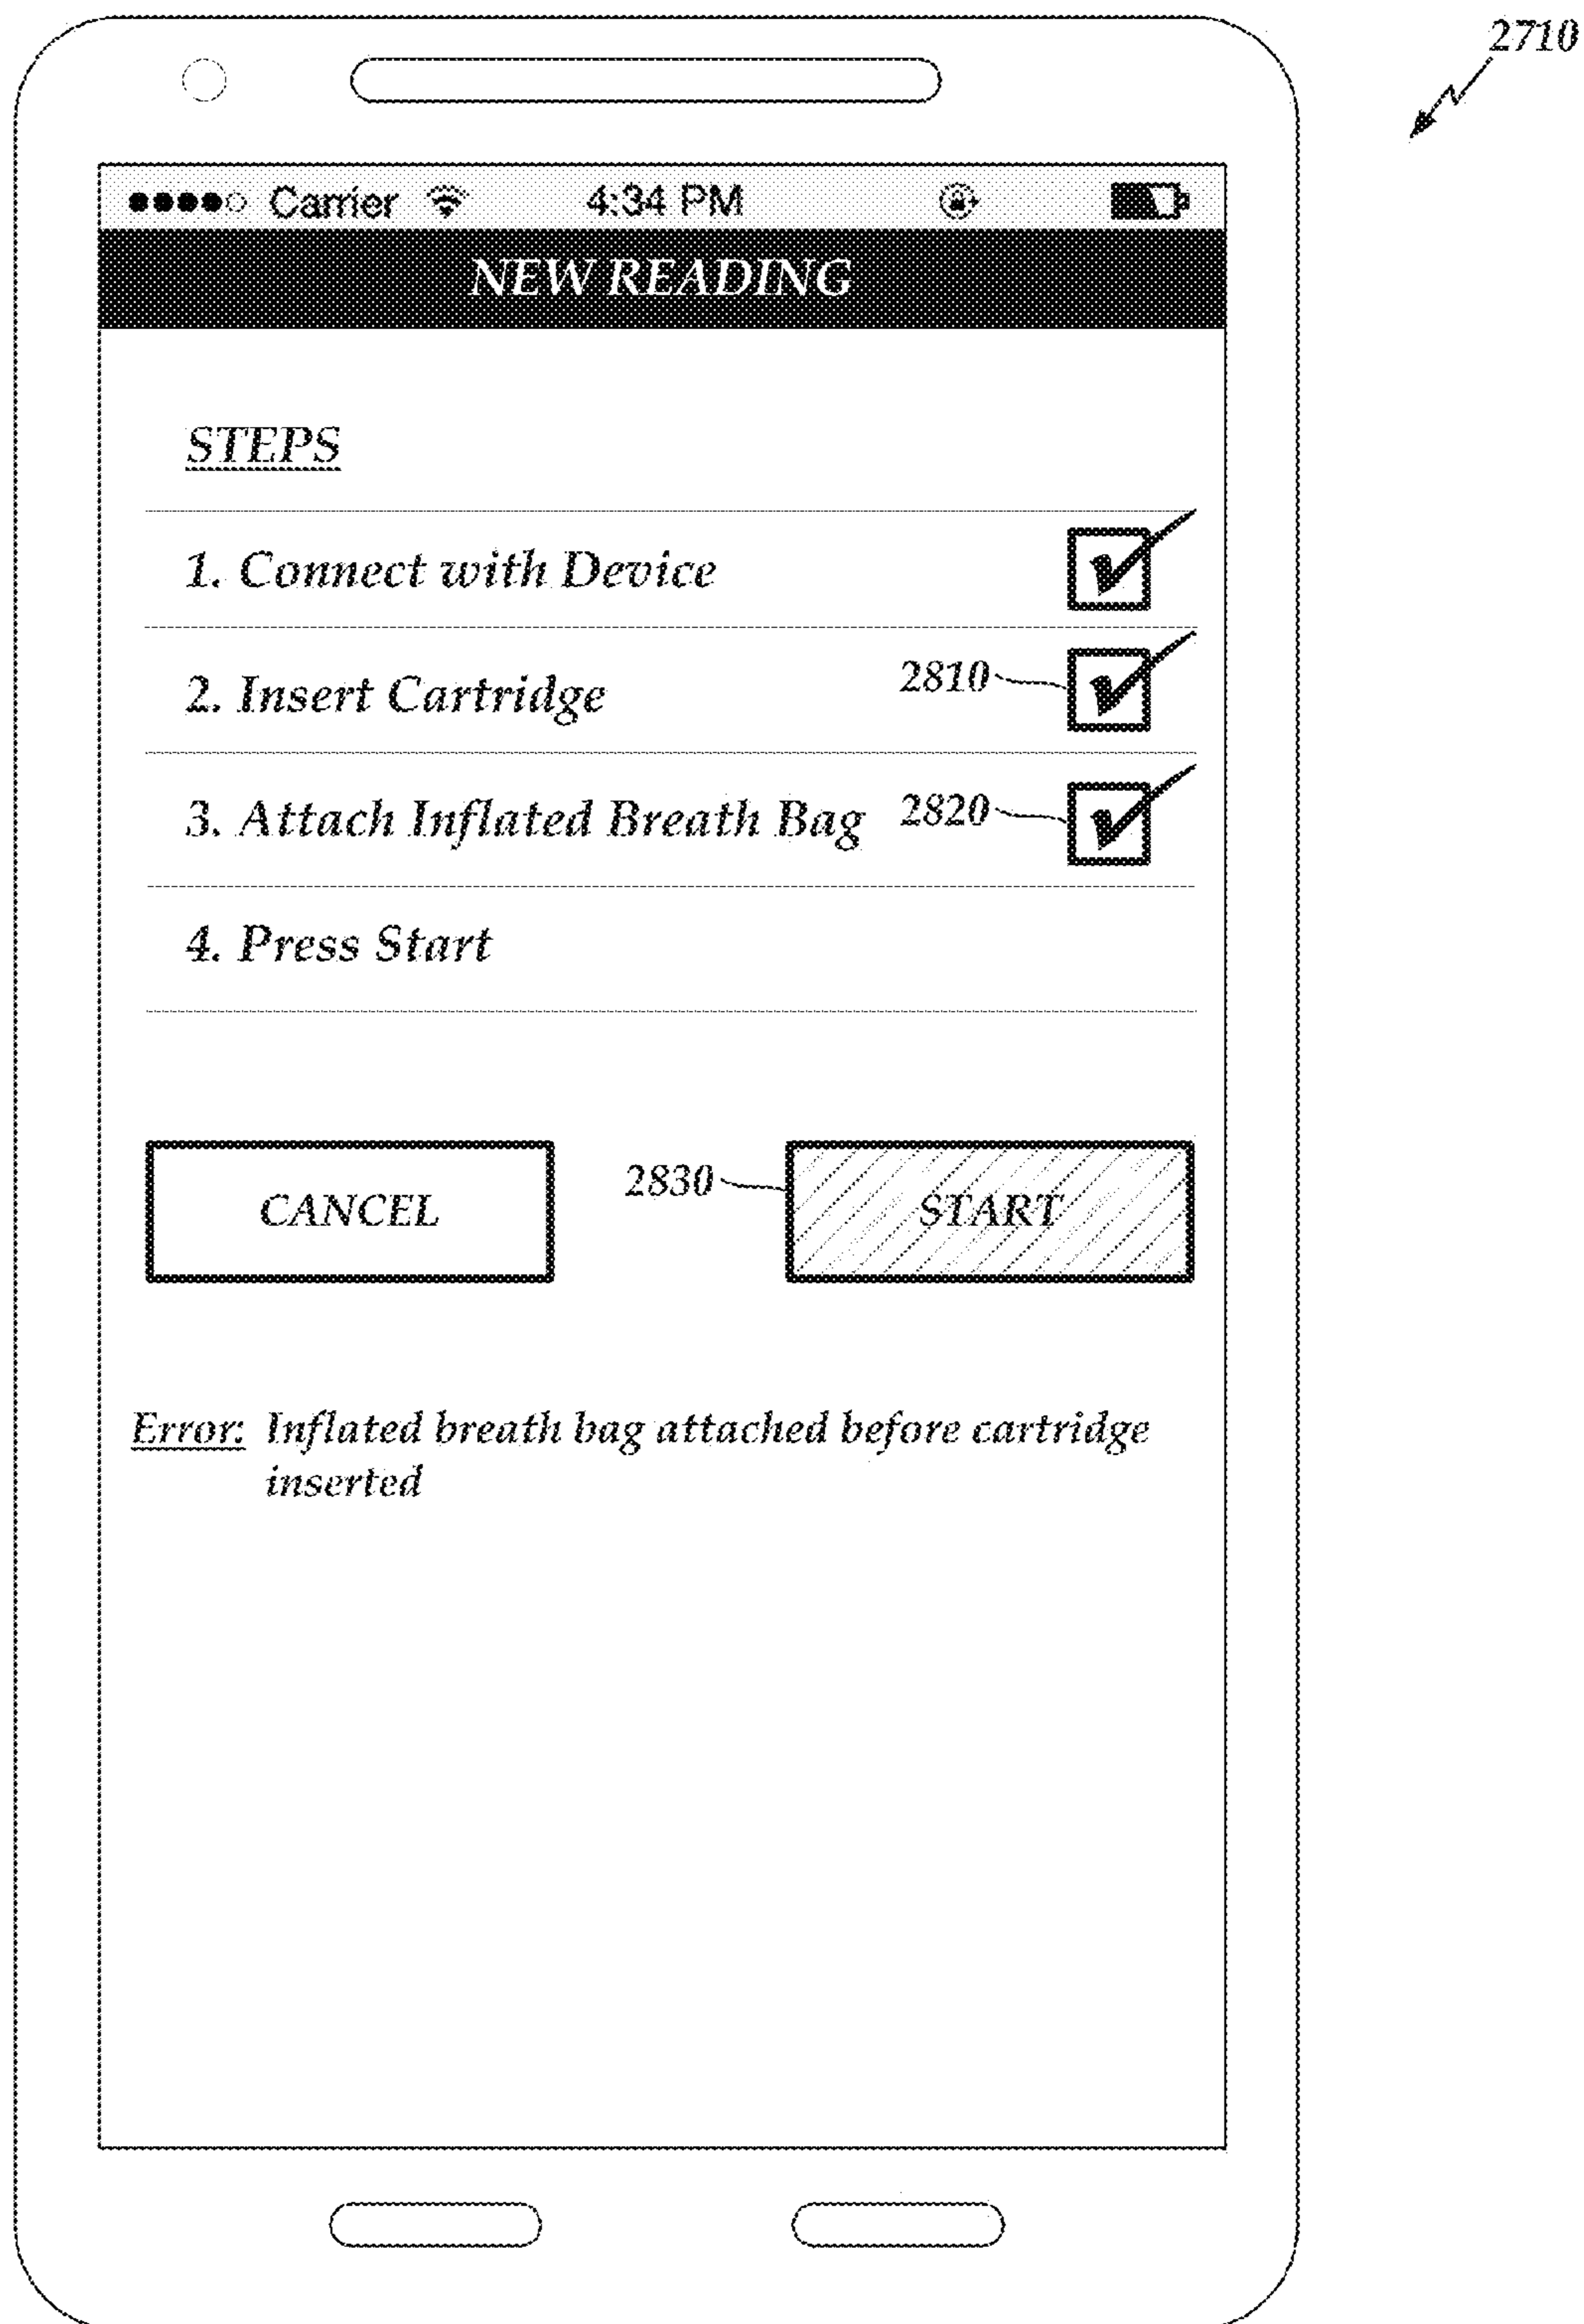 2710
Carrier 4:34 PM
NEW READING
STEPS
1. Connect with Device
2. Insert Cartridge 2810
3. Attach Inflated Breath Bag 2820
4. Press Start
CANCEL 2830 START
Error: Inflated breath bag attached before cartridge
inserted